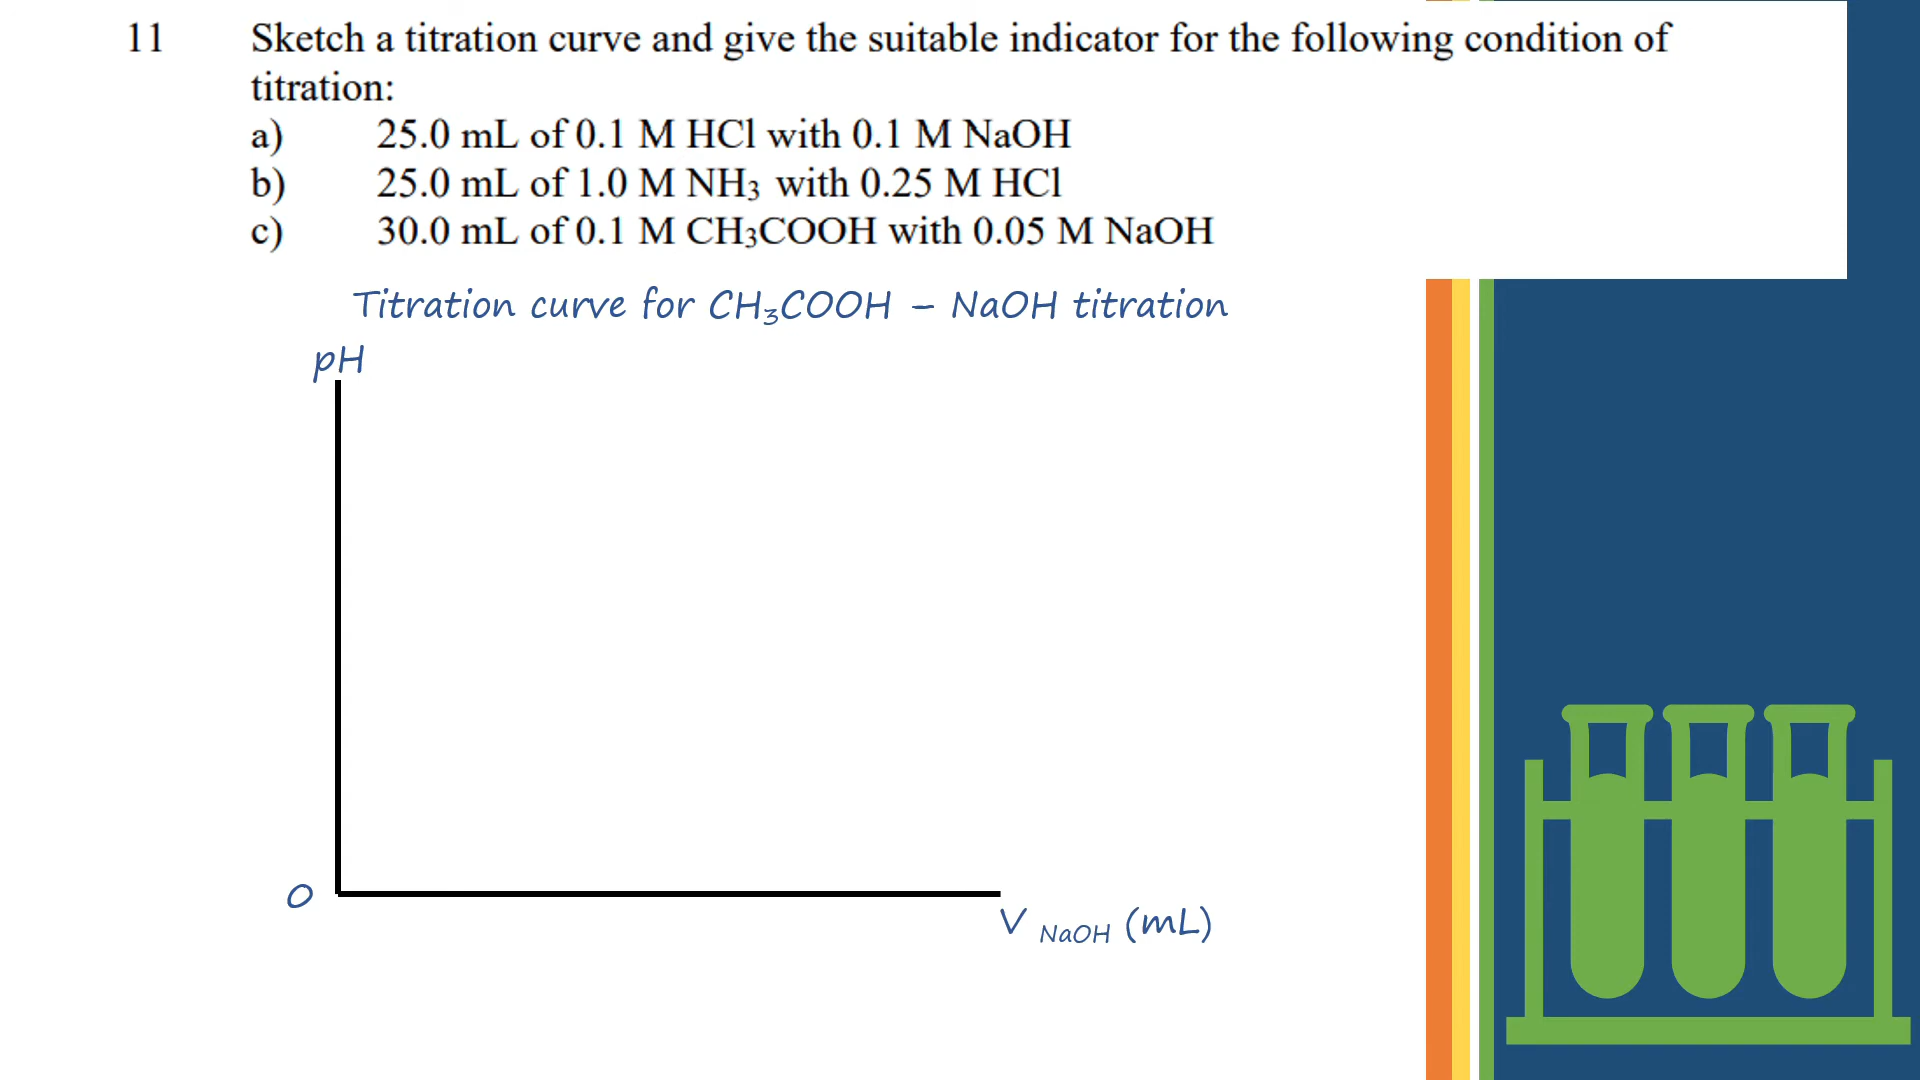 11 Sketch a titration curve and give the suitable indicator for the following condition of
titration:
a) 25.0 mL of 0.1 M HCl with 0.1 M NaOH
b) 25.0 mL of 1.0 M NH₃ with 0.25 M HCl
c) 30.0 mL of 0.1 M CH₃COOH with 0.05 M NaOH
Titration curve for CH₃COOH – NaOH titration
pH
0
V NaOH (mL)